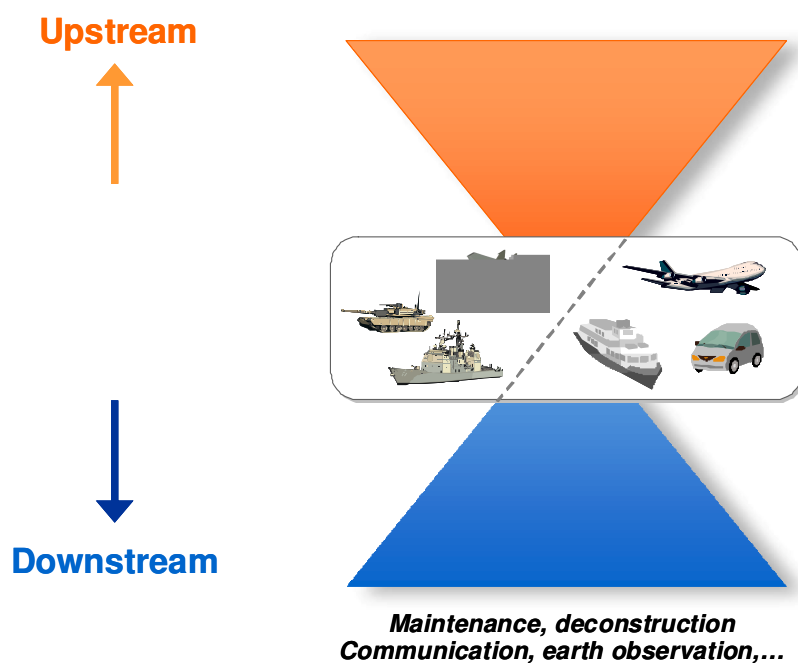 Upstream
Downstream
Maintenance, deconstruction
Communication, earth observation,…